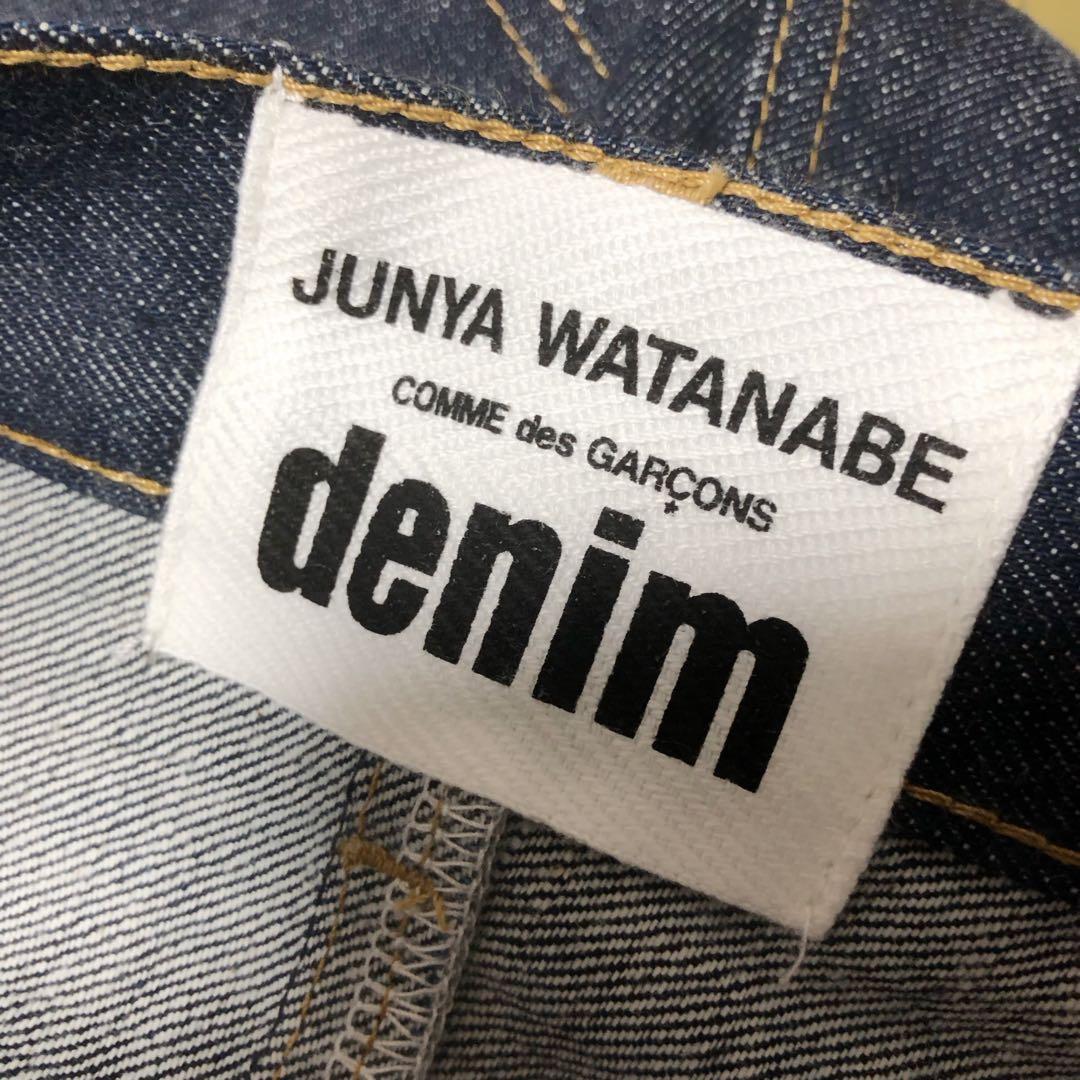 JUNYA WATANABE
COMME des GARÇONS
denim